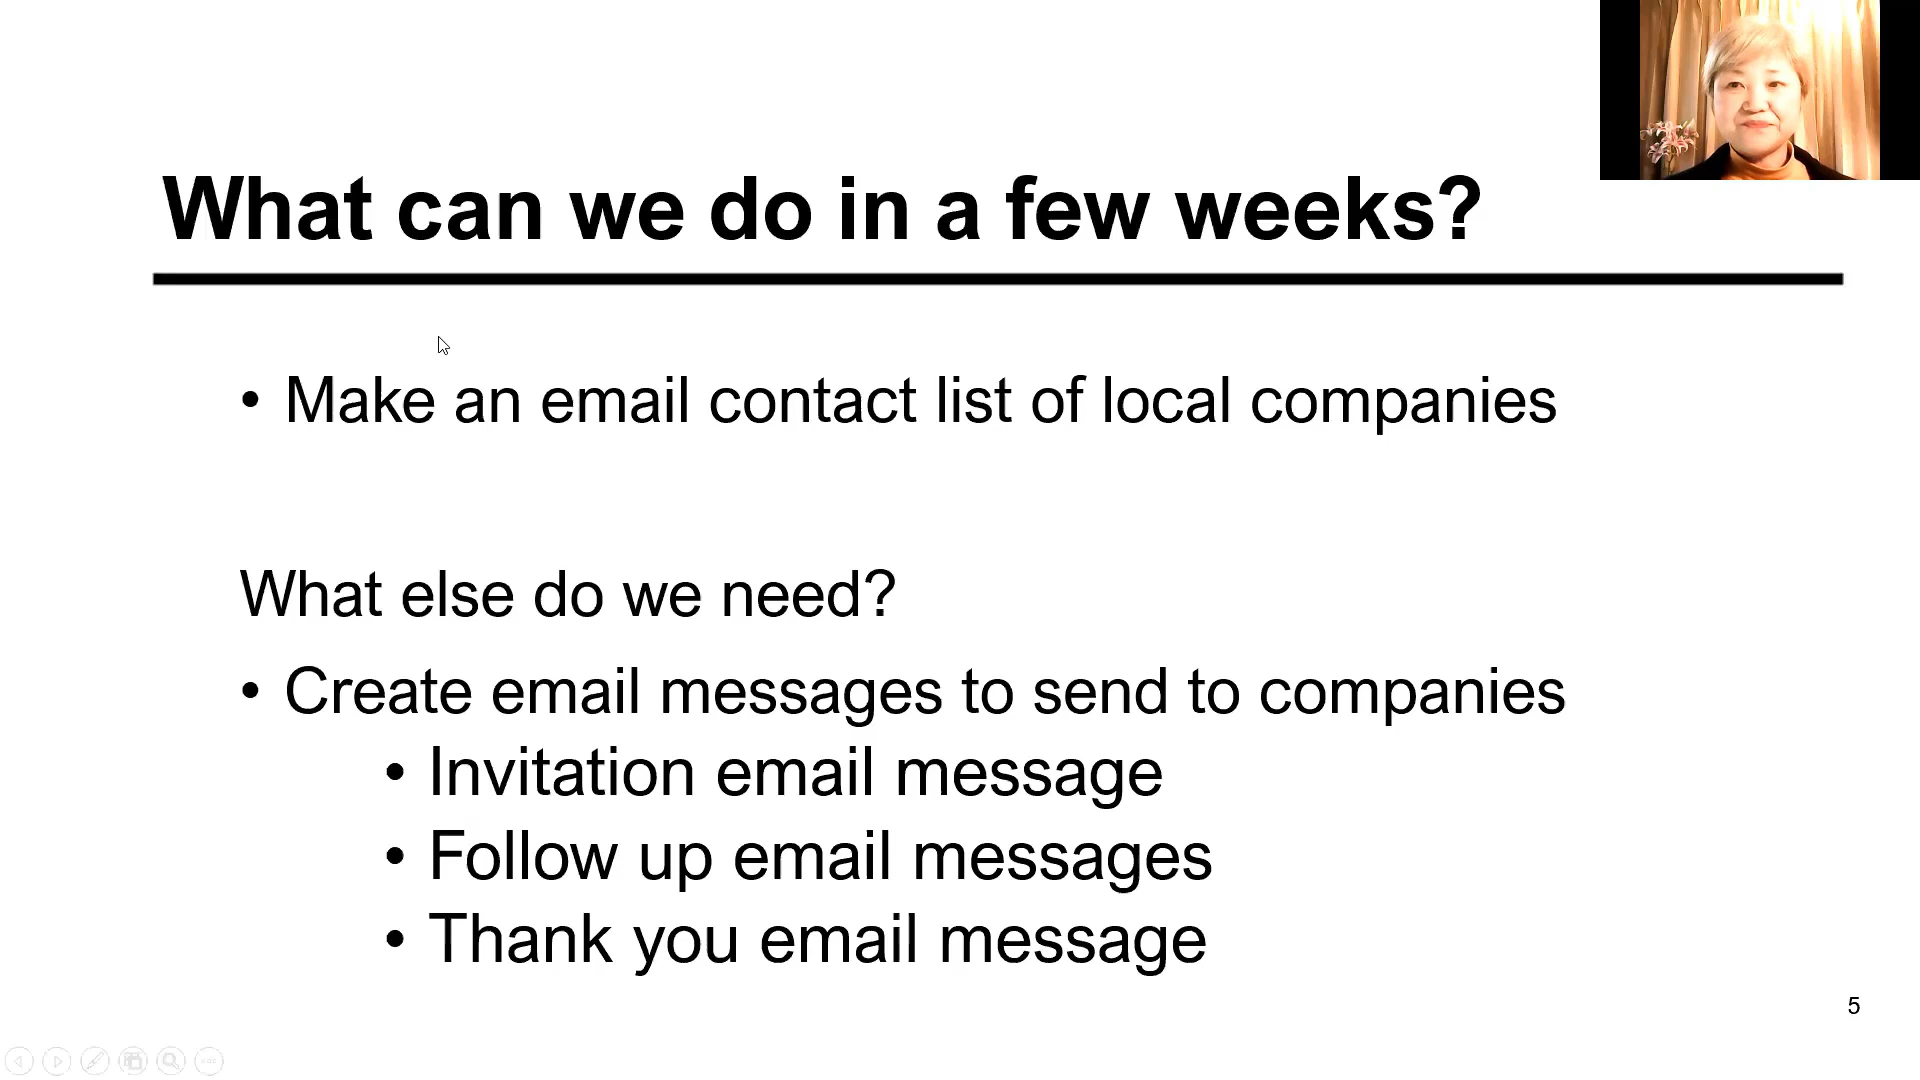 What can we do in a few weeks?
• Make an email contact list of local companies
What else do we need?
• Create email messages to send to companies
• Invitation email message
• Follow up email messages
• Thank you email message
5